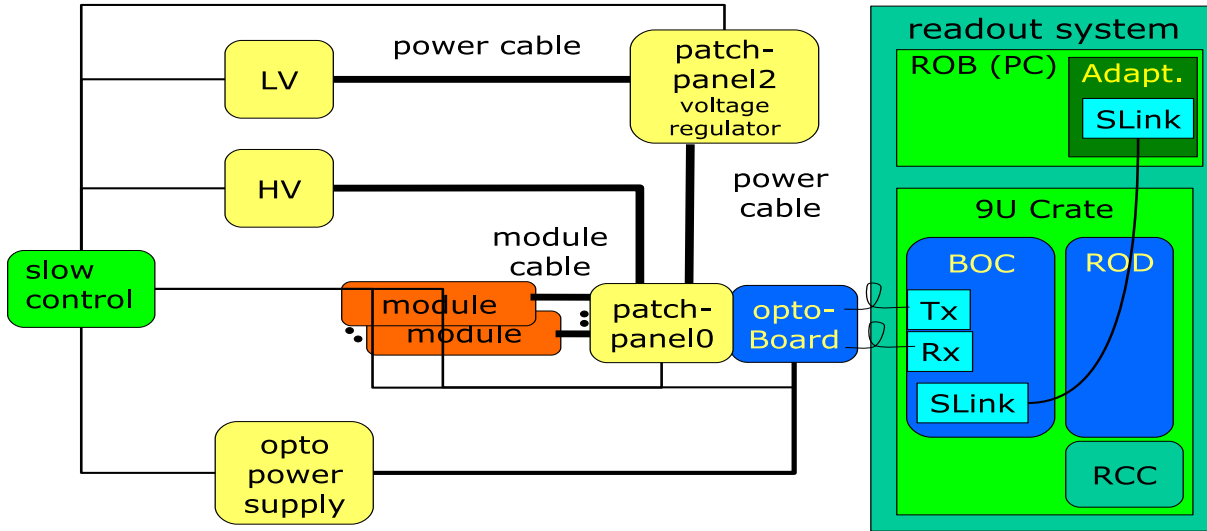 power cable
LV
patch-
panel2
voltage
regulator
HV
power
cable
module
cable
slow
control
module
module
patch-
panel0
opto-
Board
opto
power
supply
readout system
ROB (PC)
Adapt.
SLink
9U Crate
BOC
ROD
Tx
Rx
SLink
RCC